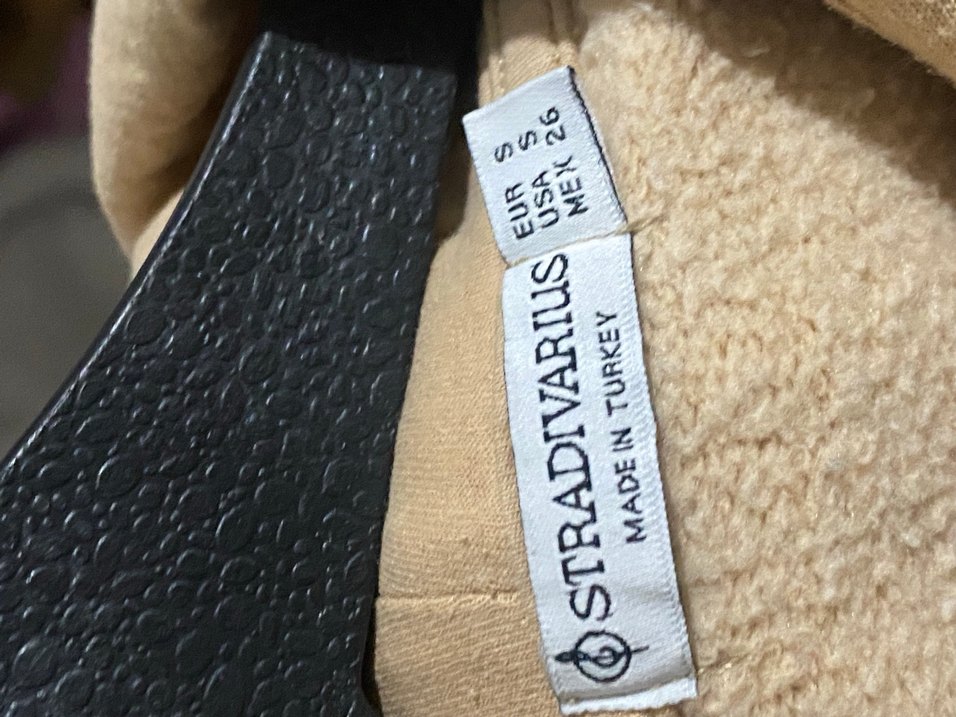 EUR S
USA S
MEX 26
STRADIVARIUS
MADE IN TURKEY